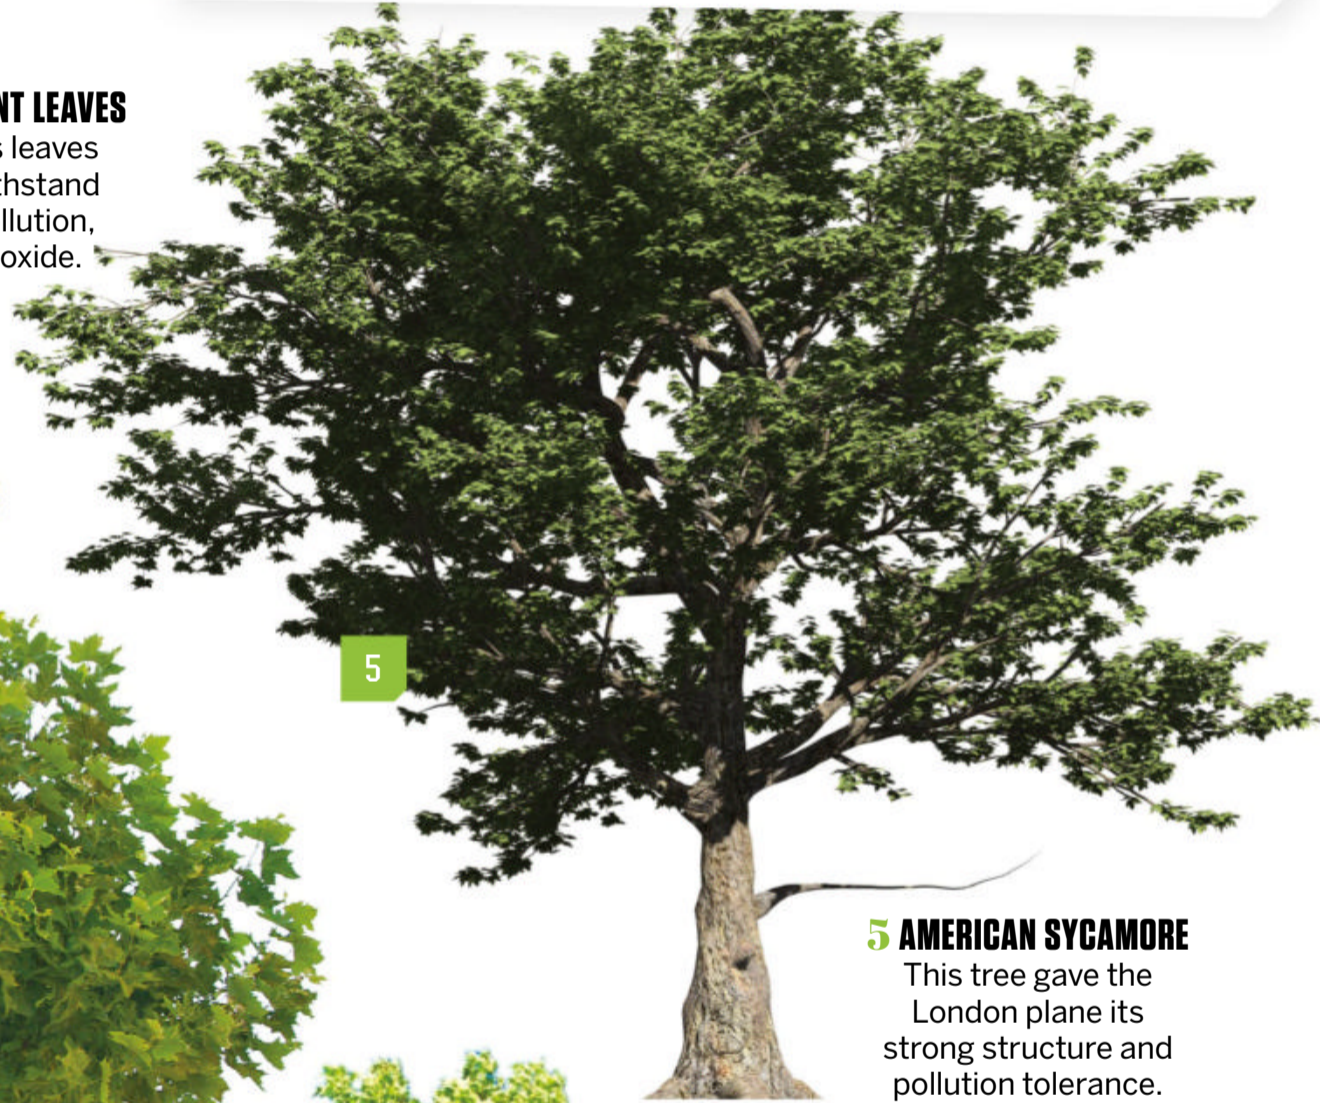 NT LEAVES
s leaves
thstand
llution,
oxide.
5
5 AMERICAN SYCAMORE
This tree gave the
London plane its
strong structure and
pollution tolerance.